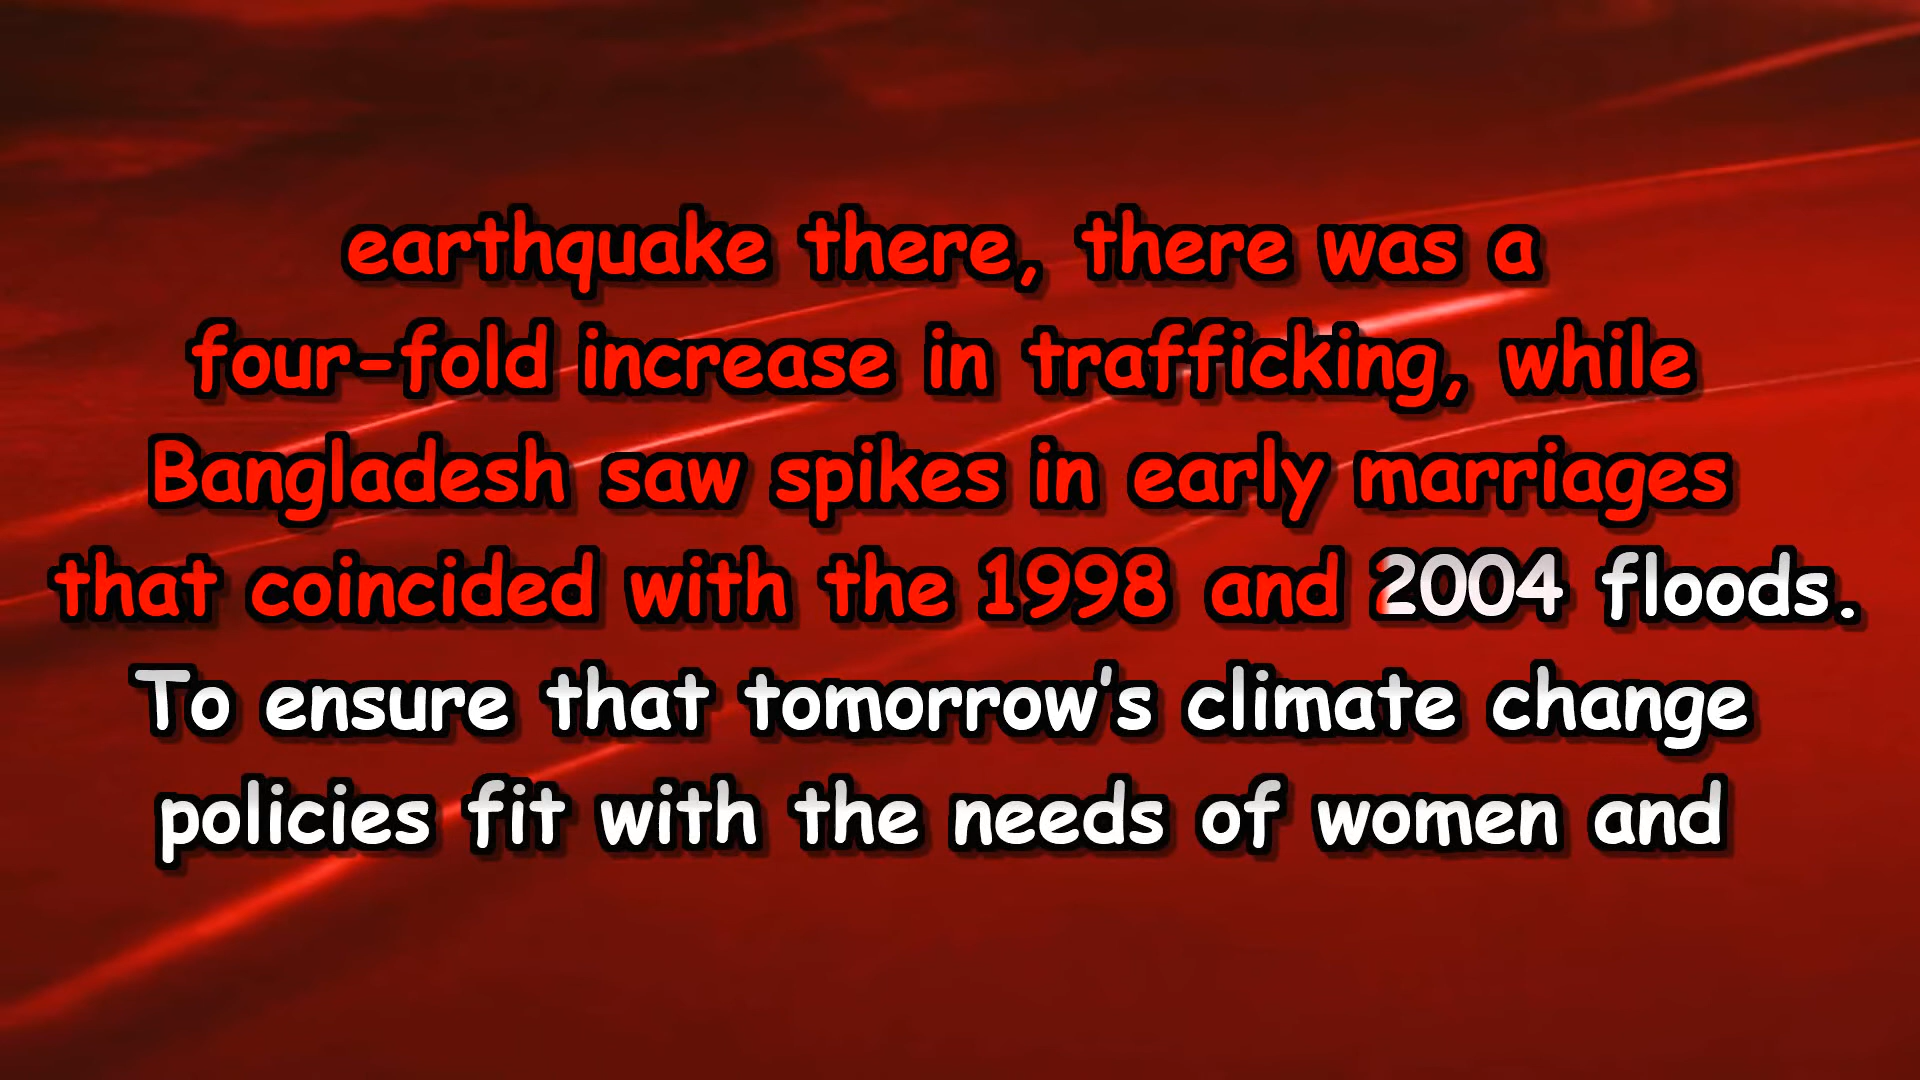 earthquake there, there was a
four-fold increase in trafficking, while
Bangladesh saw spikes in early marriages
that coincided with the 1998 and 2004 floods.
To ensure that tomorrow's climate change
policies fit with the needs of women and